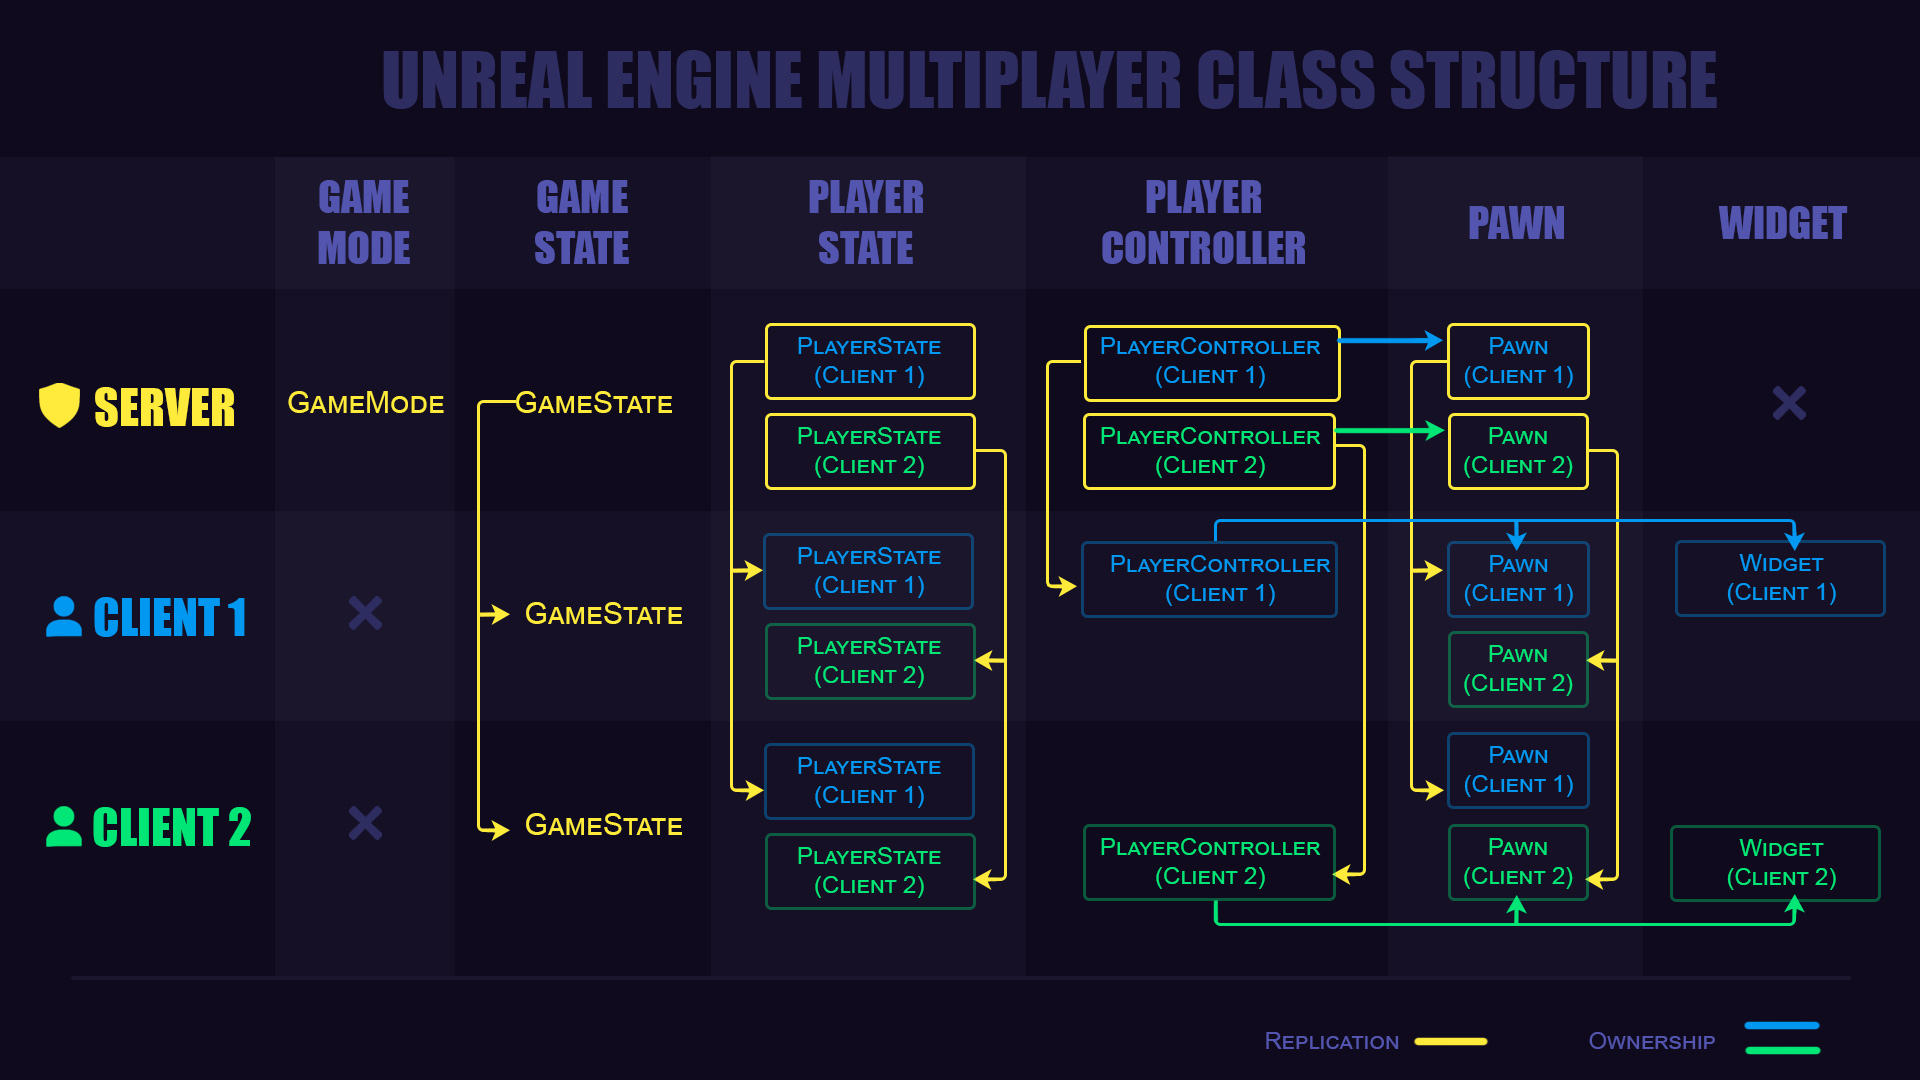 UNREAL ENGINE MULTIPLAYER CLASS STRUCTURE
GAME
MODE
GAME
STATE
PLAYER
STATE
PLAYER
CONTROLLER
PAWN
WIDGET
SERVER
GameMode
GameState
PlayerState
(Client 1)
PlayerState
(Client 2)
PlayerController
(Client 1)
PlayerController
(Client 2)
Pawn
(Client 1)
Pawn
(Client 2)
CLIENT 1
GameState
PlayerState
(Client 1)
PlayerState
(Client 2)
PlayerController
(Client 1)
Pawn
(Client 1)
Pawn
(Client 2)
Widget
(Client 1)
CLIENT 2
GameState
PlayerState
(Client 1)
PlayerState
(Client 2)
PlayerController
(Client 2)
Pawn
(Client 1)
Pawn
(Client 2)
Widget
(Client 2)
Replication
Ownership